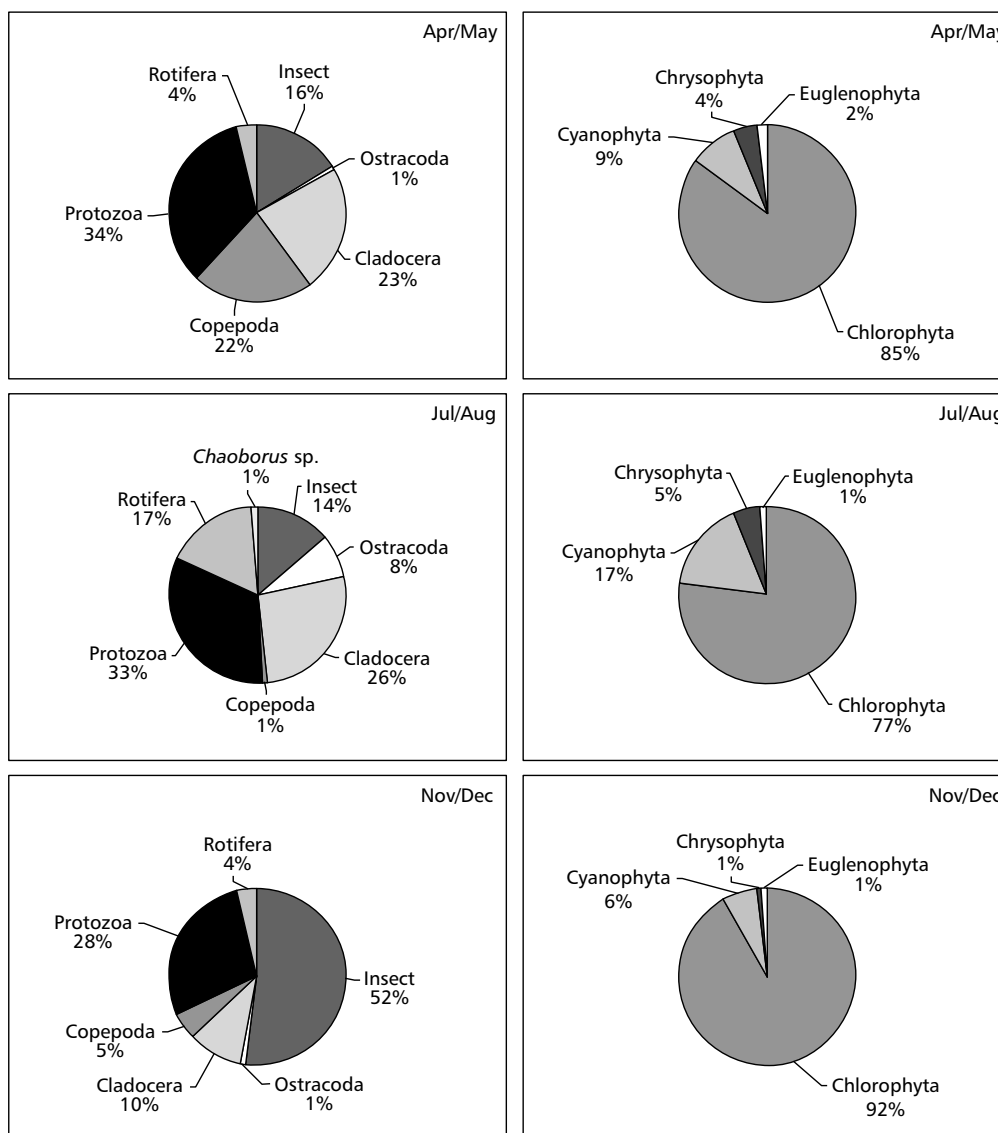 Apr/May
Rotifera
4%
Insect
16%
Ostracoda
1%
Protozoa
34%
Cladocera
23%
Copepoda
22%
Apr/May
Chrysophyta
4%
Euglenophyta
2%
Cyanophyta
9%
Chlorophyta
85%
Jul/Aug
Chaoborus sp.
1%
Insect
14%
Rotifera
17%
Ostracoda
8%
Protozoa
33%
Cladocera
26%
Copepoda
1%
Jul/Aug
Chrysophyta
5%
Euglenophyta
1%
Cyanophyta
17%
Chlorophyta
77%
Nov/Dec
Rotifera
4%
Protozoa
28%
Insect
52%
Copepoda
5%
Cladocera
10%
Ostracoda
1%
Nov/Dec
Chrysophyta
1%
Euglenophyta
1%
Cyanophyta
6%
Chlorophyta
92%